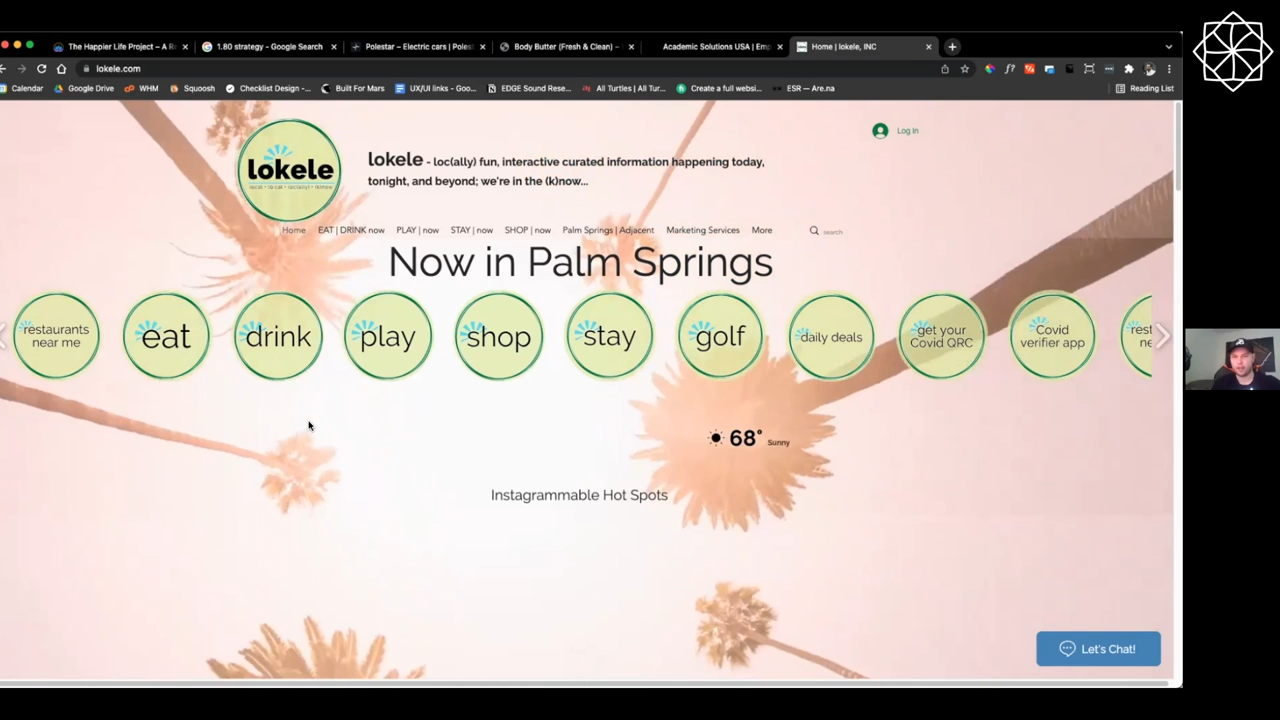 The Happier Life Project – A R
1.80 strategy - Google Search
Polestar – Electric cars | Poles
Body Butter (Fresh & Clean) –
Academic Solutions USA | Em
Home | lokele, INC
lokele.com
Calendar
Google Drive
WHM
Squoosh
Checklist Design -...
Built For Mars
UX/UI links - Goo...
EDGE Sound Rese...
All Turtles | All Tur...
Create a full websi...
ESR — Are.na
Reading List
Log In
lokele
lokele - loc(ally) fun, interactive curated information happening today,
tonight, and beyond; we're in the (k)now...
Home
EAT | DRINK now
PLAY | now
STAY | now
SHOP | now
Palm Springs | Adjacent
Marketing Services
More
search
Now in Palm Springs
restaurants
near me
eat
drink
play
shop
stay
golf
daily deals
get your
Covid QRC
Covid
verifier app
rest
ne
68° Sunny
Instagrammable Hot Spots
Let's Chat!